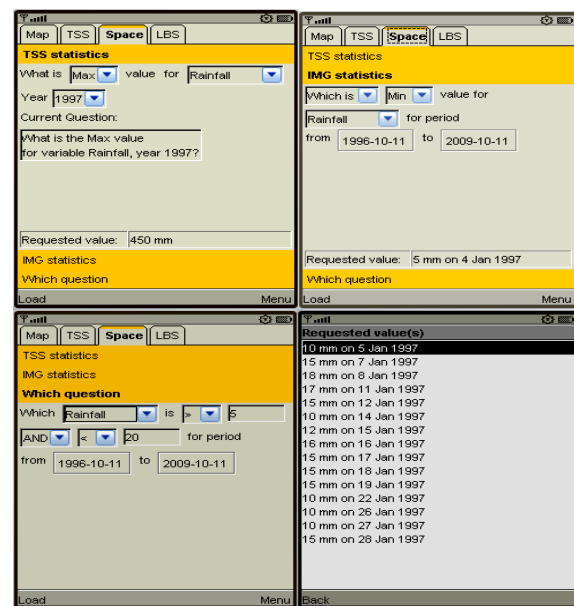 Map TSS Space LBS
TSS statistics
What is Max value for Rainfall
Year 1997
Current Question:
What is the Max value
for variable Rainfall, year 1997?
Requested value: 450 mm
IMG statistics
Which question
Load Menu
Map TSS Space LBS
TSS statistics
IMG statistics
Which is Min value for
Rainfall for period
from 1996-10-11 to 2009-10-11
Requested value: 5 mm on 4 Jan 1997
Which question
Load Menu
Map TSS Space LBS
TSS statistics
IMG statistics
Which question
Which Rainfall is > 5
AND < 20 for period
from 1996-10-11 to 2009-10-11
Load Menu
Requested value(s)
10 mm on 5 Jan 1997
15 mm on 7 Jan 1997
18 mm on 8 Jan 1997
17 mm on 11 Jan 1997
15 mm on 12 Jan 1997
10 mm on 14 Jan 1997
12 mm on 15 Jan 1997
16 mm on 16 Jan 1997
15 mm on 17 Jan 1997
15 mm on 18 Jan 1997
15 mm on 19 Jan 1997
10 mm on 22 Jan 1997
10 mm on 26 Jan 1997
10 mm on 27 Jan 1997
15 mm on 28 Jan 1997
Back